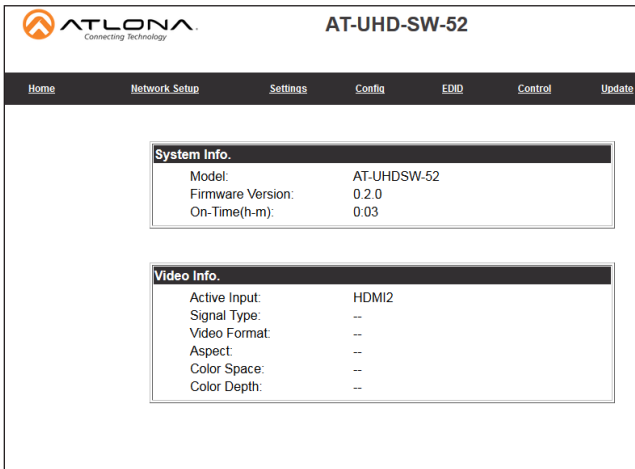 ATLONA.
Connecting Technology
AT-UHD-SW-52
Home Network Setup Settings Config EDID Control Update
System Info.
Model: AT-UHDSW-52
Firmware Version: 0.2.0
On-Time(h-m): 0:03
Video Info.
Active Input: HDMI2
Signal Type: --
Video Format: --
Aspect: --
Color Space: --
Color Depth: --